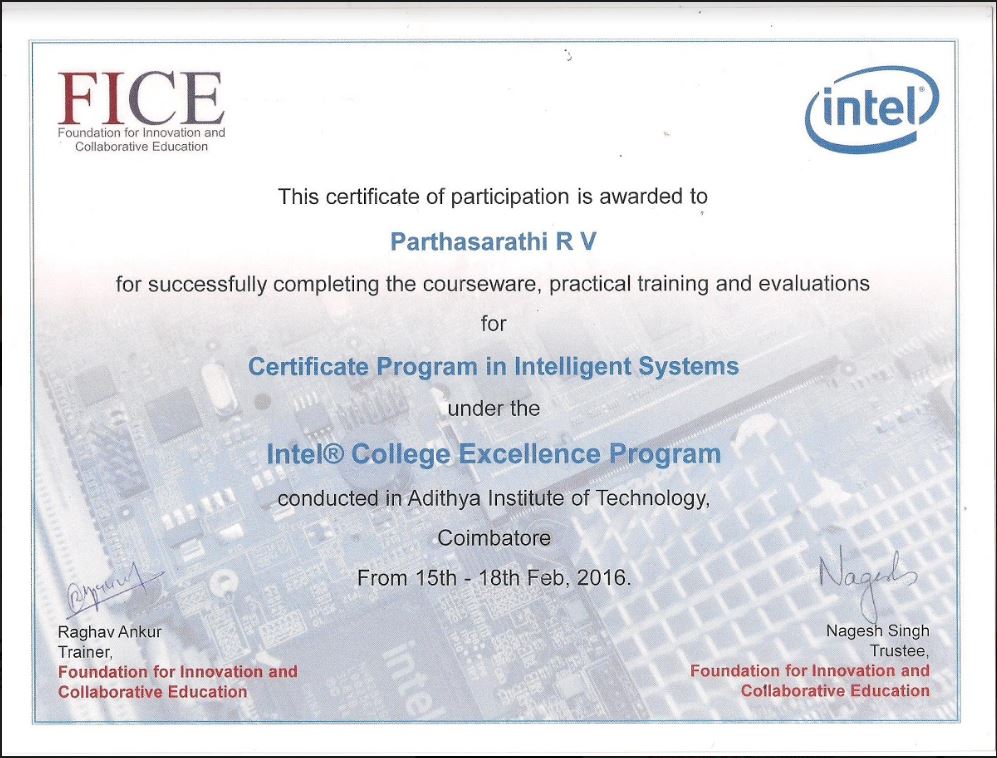 FICE
Foundation for Innovation and
Collaborative Education
intel®
This certificate of participation is awarded to
Parthasarathi R V
for successfully completing the courseware, practical training and evaluations
for
Certificate Program in Intelligent Systems
under the
Intel® College Excellence Program
conducted in Adithya Institute of Technology,
Coimbatore
From 15th - 18th Feb, 2016.
Nagesh
Raghav Ankur
Trainer,
Foundation for Innovation and
Collaborative Education
Nagesh Singh
Trustee,
Foundation for Innovation and
Collaborative Education
intel